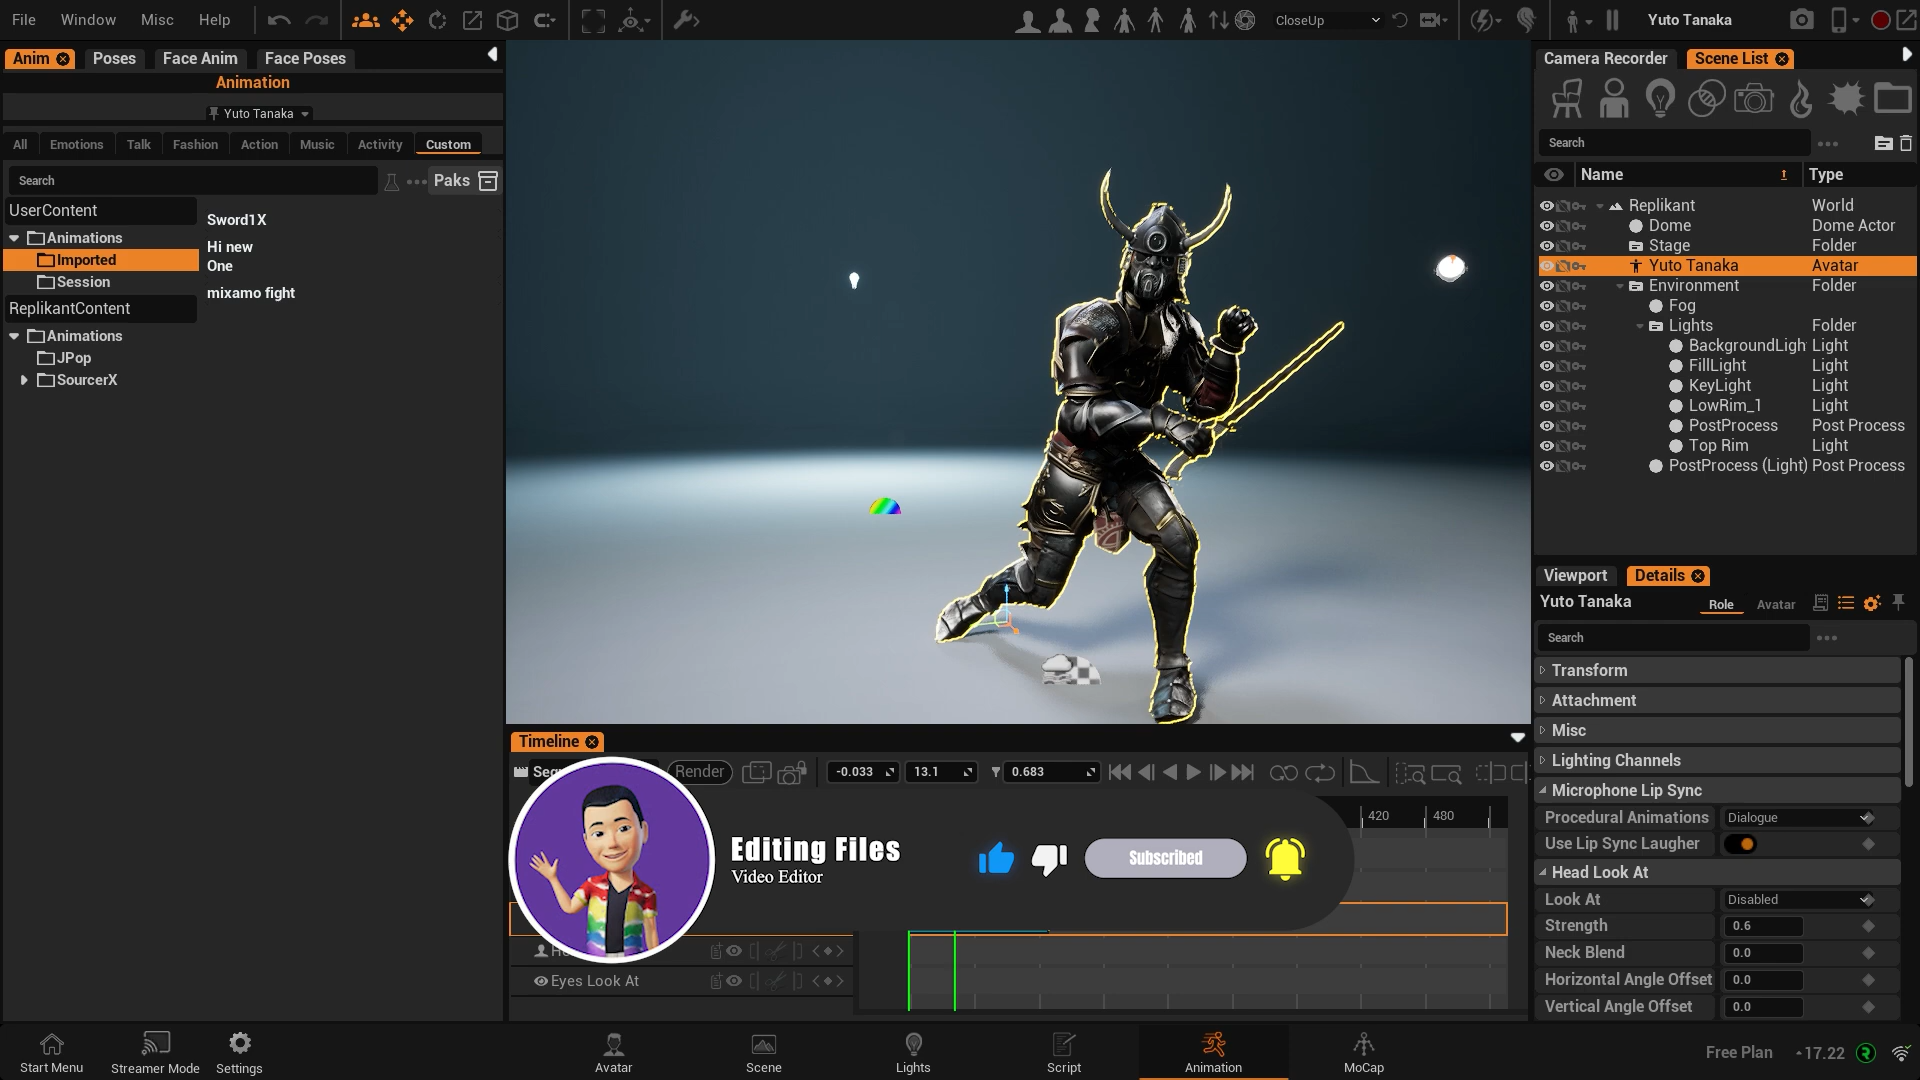 File Window Misc Help CloseUp Yuto Tanaka
Anim Poses Face Anim Face Poses
Animation
Yuto Tanaka
All Emotions Talk Fashion Action Music Activity Custom
Search Paks
UserContent
Animations
Imported
Session
ReplikantContent
Animations
JPop
SourcerX
Sword1X
Hi new
One
mixamo fight
Camera Recorder Scene List
Search
Name Type
Replikant World
Dome Dome Actor
Stage Folder
Yuto Tanaka Avatar
Environment Folder
Fog
Lights Folder
BackgroundLigh Light
FillLight Light
KeyLight Light
LowRim_1 Light
PostProcess Post Process
Top Rim Light
PostProcess (Light) Post Process
Viewport Details
Yuto Tanaka Role Avatar
Search
Transform
Attachment
Misc
Lighting Channels
Microphone Lip Sync
Procedural Animations Dialogue
Use Lip Sync Laugher
Head Look At
Look At Disabled
Strength 0.6
Neck Blend 0.0
Horizontal Angle Offset 0.0
Vertical Angle Offset 0.0
Timeline
Render -0.033 13.1 0.683
420 480
Editing Files
Video Editor
Subscribed
Eyes Look At
Start Menu Streamer Mode Settings Avatar Scene Lights Script Animation MoCap Free Plan -17.22